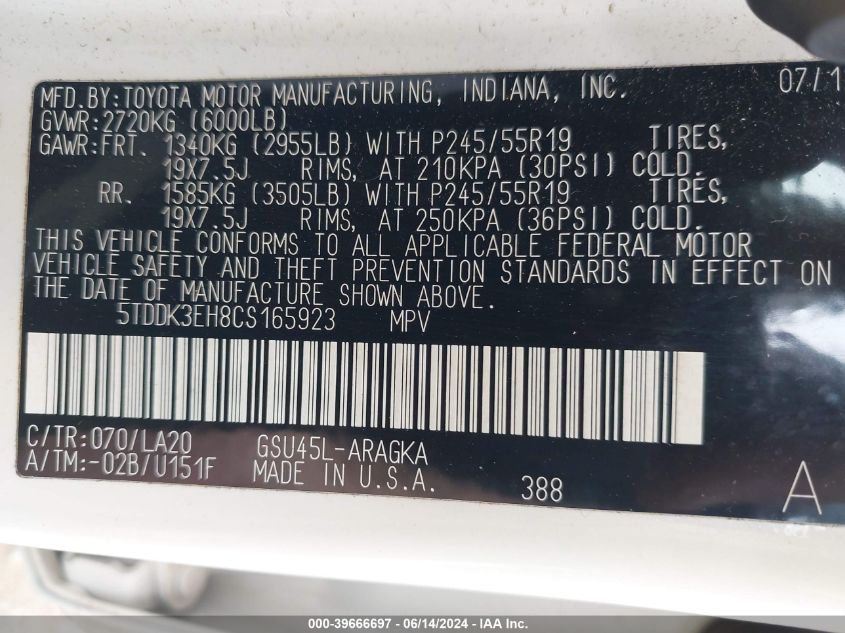 MFD.BY:TOYOTA MOTOR MANUFACTURING, INDIANA, INC. 07/1
GVWR:2720KG (6000LB)
GAWR:FRT. 1340KG (2955LB) WITH P245/55R19 TIRES,
19X7.5J RIMS, AT 210KPA (30PSI) COLD.
RR. 1585KG (3505LB) WITH P245/55R19 TIRES,
19X7.5J RIMS, AT 250KPA (36PSI) COLD.
THIS VEHICLE CONFORMS TO ALL APPLICABLE FEDERAL MOTOR
VEHICLE SAFETY AND THEFT PREVENTION STANDARDS IN EFFECT ON
THE DATE OF MANUFACTURE SHOWN ABOVE.
5TDDK3EH8CS165923 MPV
C/TR:070/LA20 GSU45L-ARAGKA
A/TM:-02B/U151F MADE IN U.S.A. 388 A
000-39666697 - 06/14/2024 - IAAI.com